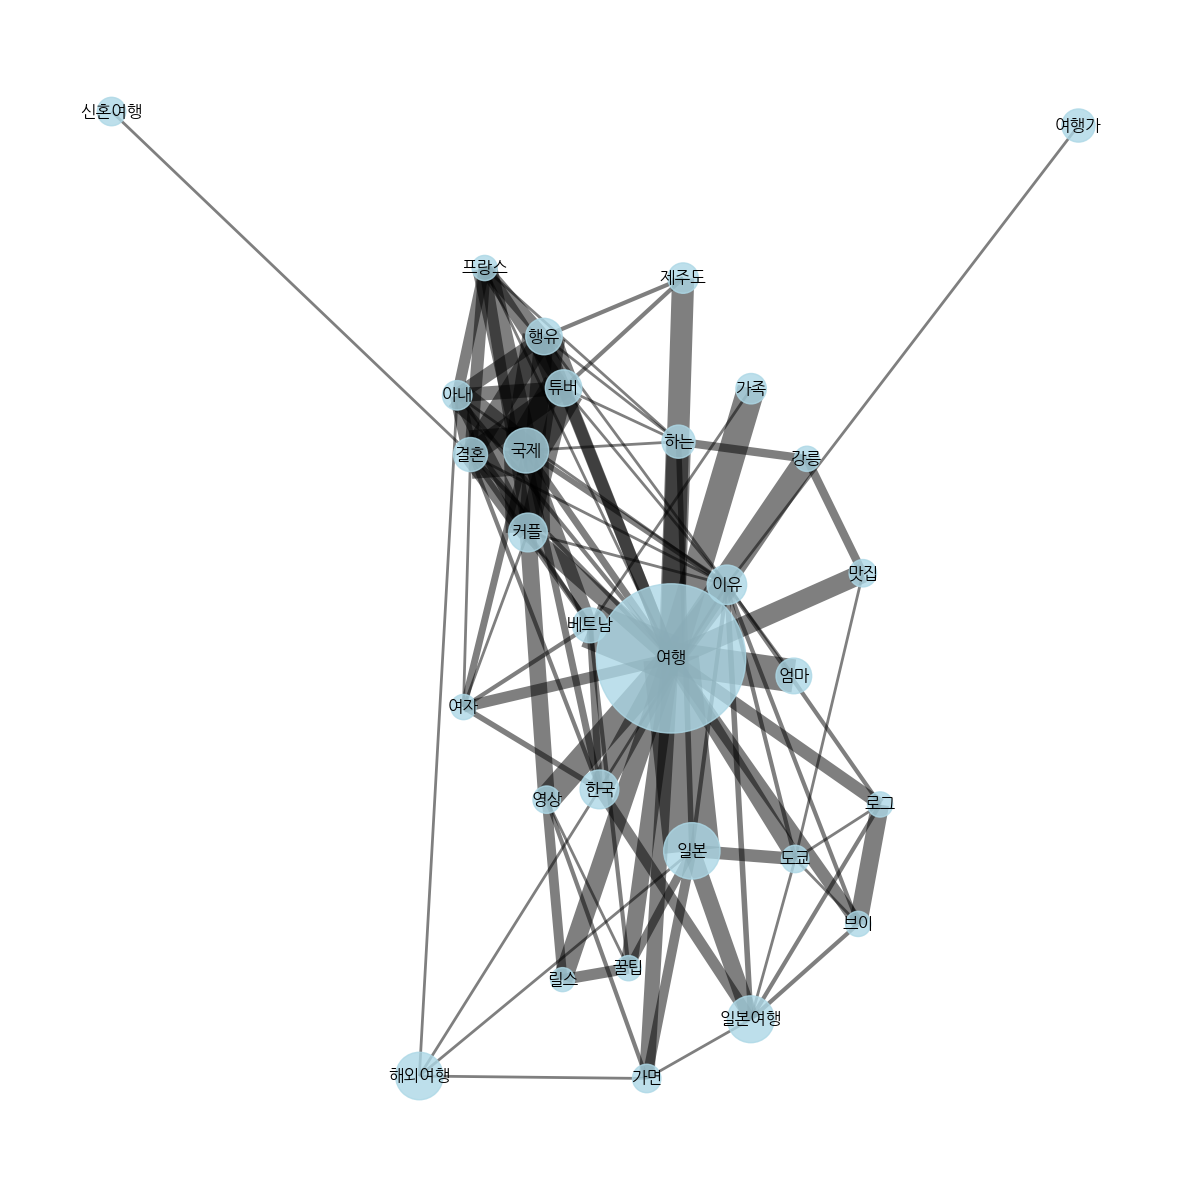 신혼여행
여행가
프랑스
제주도
행유
튜버
가족
아내
하는
국제
결혼
강릉
커플
맛집
이유
베트남
여행
엄마
여자
한국
영상
로그
일본
도쿄
브이
꿀팁
릴스
일본여행
해외여행
가면